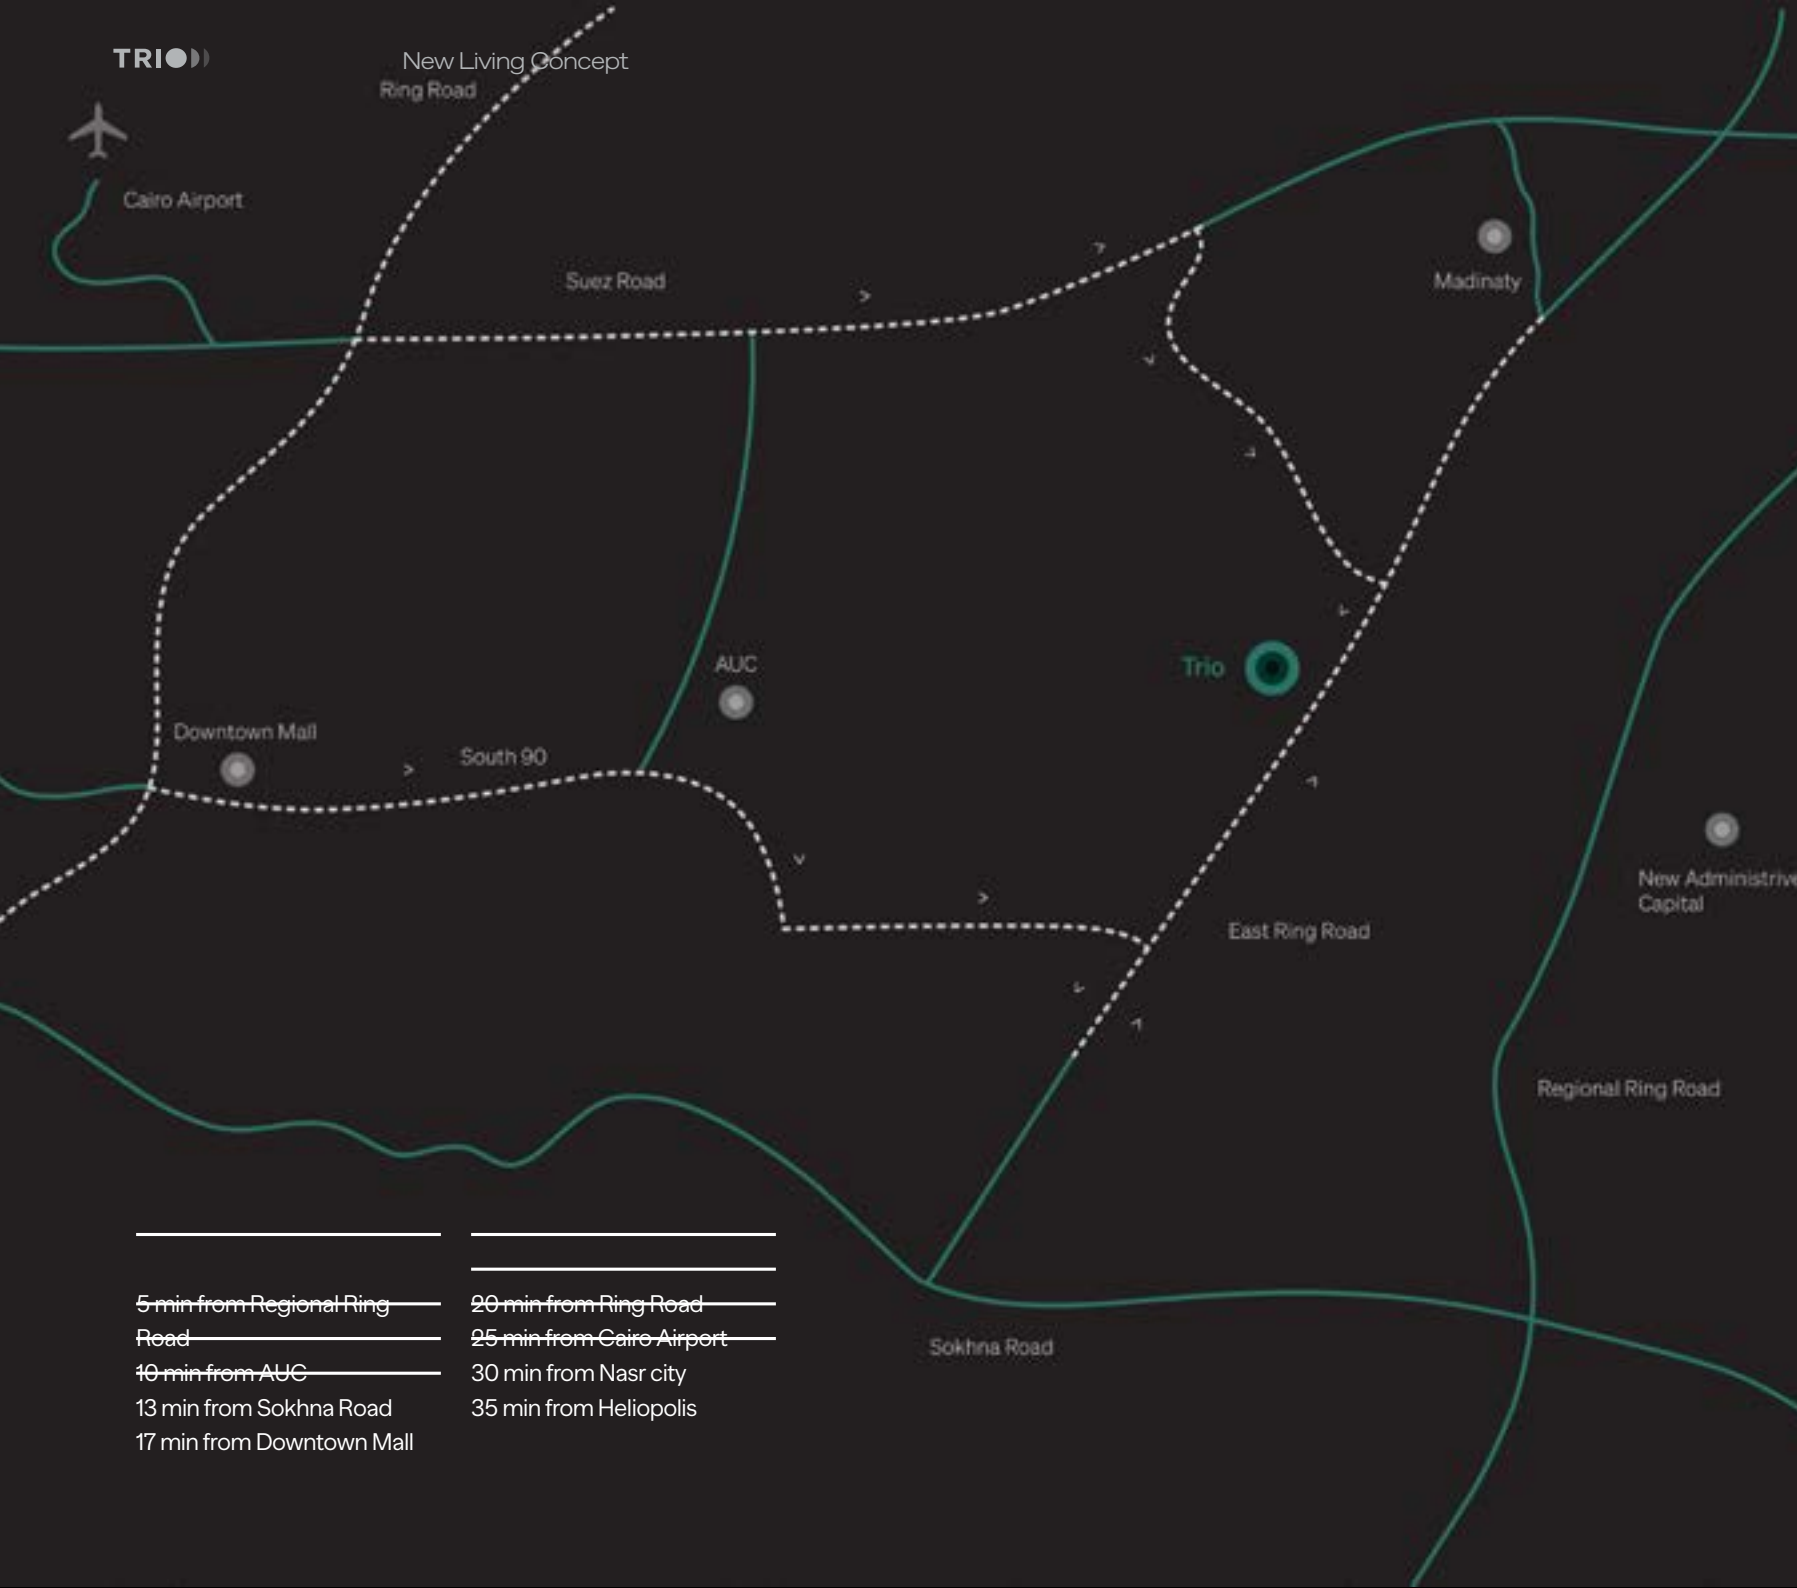 TRIO
New Living Concept
Ring Road
Cairo Airport
Suez Road
Madinaty
AUC
Trio
Downtown Mall
South 90
New Administrive
Capital
East Ring Road
Regional Ring Road
5 min from Regional Ring
Road
10 min from AUC
13 min from Sokhna Road
17 min from Downtown Mall
20 min from Ring Road
25 min from Cairo Airport
30 min from Nasr city
35 min from Heliopolis
Sokhna Road